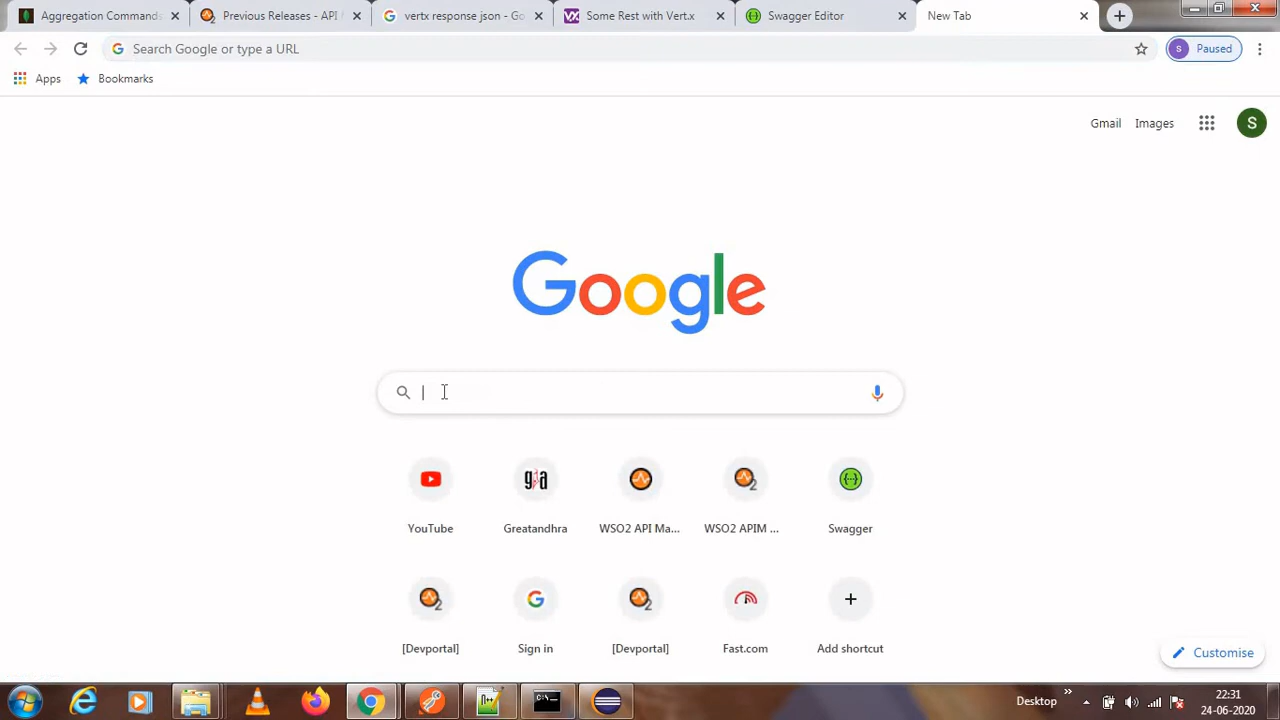 Aggregation Commands
Previous Releases - API
vertx response json - Go
Some Rest with Vert.x
Swagger Editor
New Tab
Search Google or type a URL
s Paused
Apps
Bookmarks
Gmail
Images
S
Google
YouTube
Greatandhra
WSO2 API Ma...
WSO2 APIM ...
Swagger
[Devportal]
Sign in
[Devportal]
Fast.com
Add shortcut
Customise
Desktop
22:31
24-06-2020